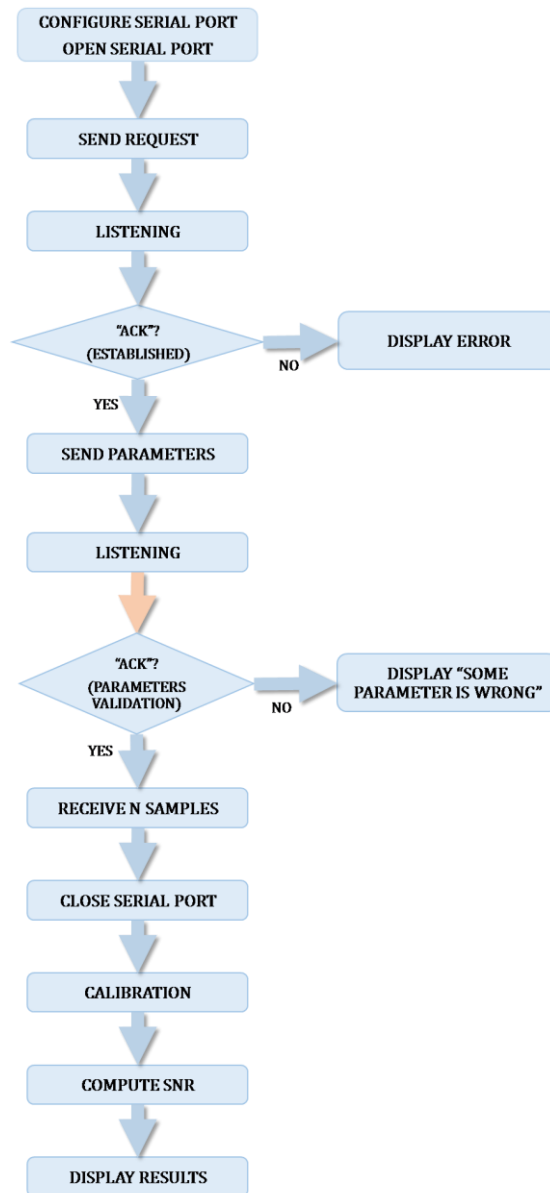 CONFIGURE SERIAL PORT
OPEN SERIAL PORT
SEND REQUEST
LISTENING
“ACK”?
(ESTABLISHED)
NO
DISPLAY ERROR
YES
SEND PARAMETERS
LISTENING
“ACK”?
(PARAMETERS
VALIDATION)
NO
DISPLAY “SOME
PARAMETER IS WRONG”
YES
RECEIVE N SAMPLES
CLOSE SERIAL PORT
CALIBRATION
COMPUTE SNR
DISPLAY RESULTS